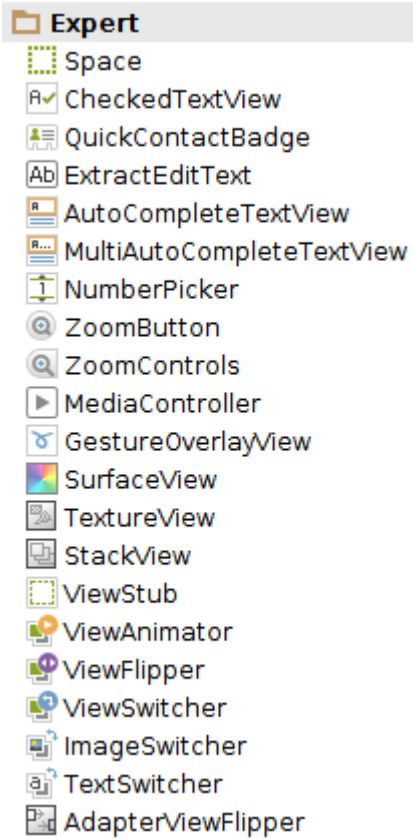 Expert
Space
CheckedTextView
QuickContactBadge
ExtractEditText
AutoCompleteTextView
MultiAutoCompleteTextView
NumberPicker
ZoomButton
ZoomControls
MediaController
GestureOverlayView
SurfaceView
TextureView
StackView
ViewStub
ViewAnimator
ViewFlipper
ViewSwitcher
ImageSwitcher
TextSwitcher
AdapterViewFlipper